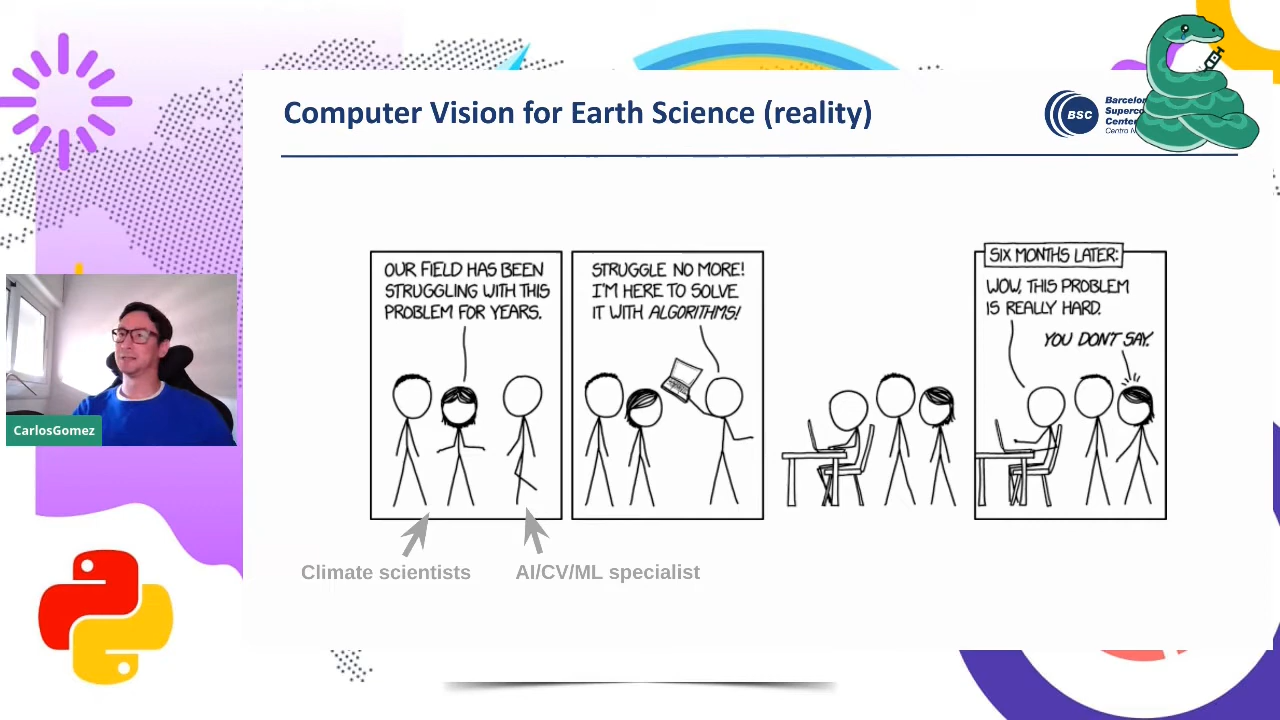 Computer Vision for Earth Science (reality)
BSC
OUR FIELD HAS BEEN
STRUGGLING WITH THIS
PROBLEM FOR YEARS.
STRUGGLE NO MORE!
I'M HERE TO SOLVE
IT WITH ALGORITHMS!
SIX MONTHS LATER:
WOW, THIS PROBLEM
IS REALLY HARD.
YOU DON'T SAY.
CarlosGomez
Climate scientists
AI/CV/ML specialist